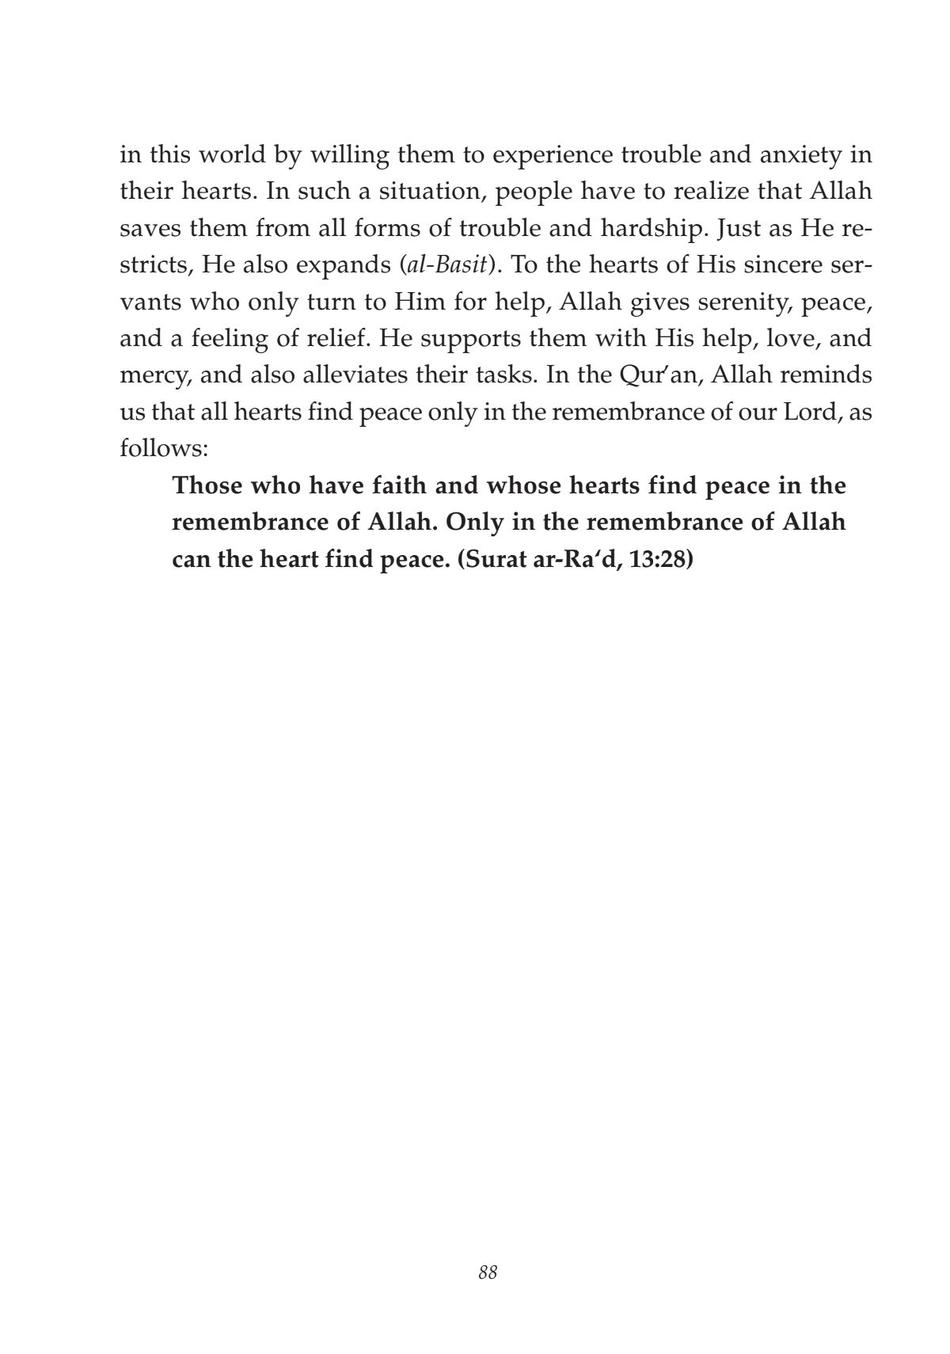 in this world by willing them to experience trouble and anxiety in
their hearts. In such a situation, people have to realize that Allah
saves them from all forms of trouble and hardship. Just as He re-
stricts, He also expands (al-Basit). To the hearts of His sincere ser-
vants who only turn to Him for help, Allah gives serenity, peace,
and a feeling of relief. He supports them with His help, love, and
mercy, and also alleviates their tasks. In the Qur’an, Allah reminds
us that all hearts find peace only in the remembrance of our Lord, as
follows:
Those who have faith and whose hearts find peace in the
remembrance of Allah. Only in the remembrance of Allah
can the heart find peace. (Surat ar-Ra‘d, 13:28)
88